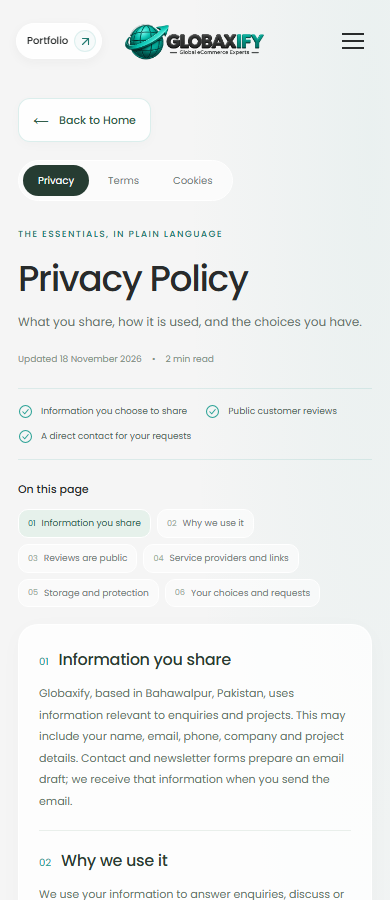 Portfolio
GLOBAXIFY
Global eCommerce Experts
Back to Home
Privacy
Terms
Cookies
THE ESSENTIALS, IN PLAIN LANGUAGE
Privacy Policy
What you share, how it is used, and the choices you have.
Updated 18 November 2026 • 2 min read
Information you choose to share
Public customer reviews
A direct contact for your requests
On this page
01 Information you share
02 Why we use it
03 Reviews are public
04 Service providers and links
05 Storage and protection
06 Your choices and requests
01 Information you share
Globaxify, based in Bahawalpur, Pakistan, uses
information relevant to enquiries and projects. This may
include your name, email, phone, company and project
details. Contact and newsletter forms prepare an email
draft; we receive that information when you send the
email.
02 Why we use it
We use your information to answer enquiries, discuss or